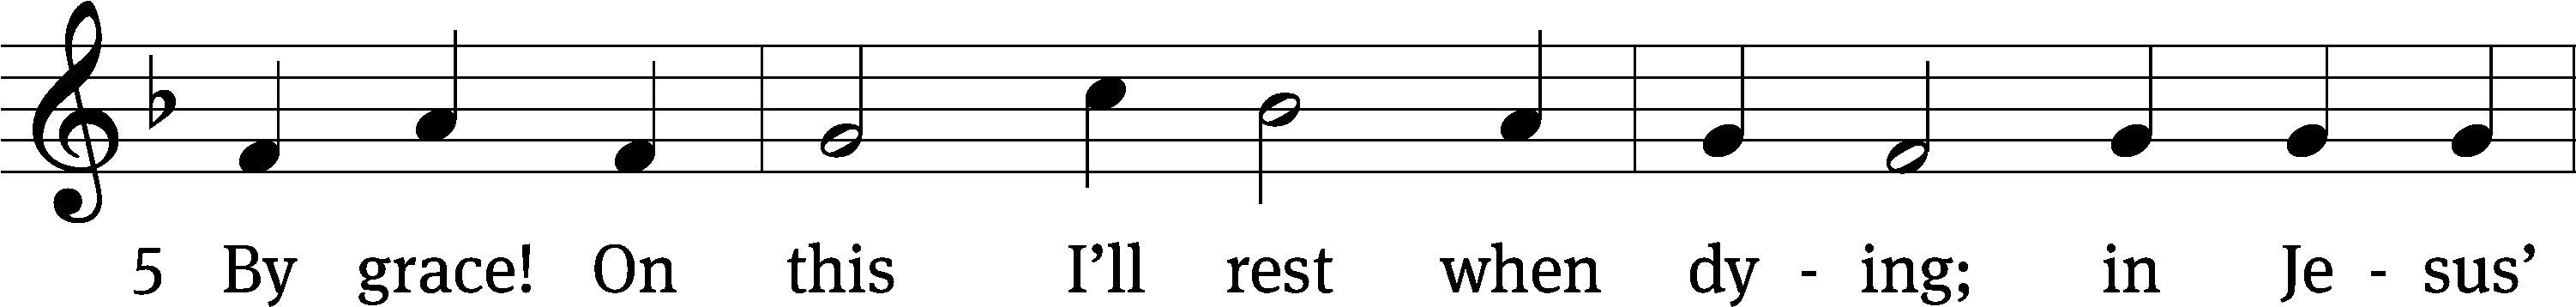 5 By grace! On this I’ll rest when dy - ing; in Je - sus’